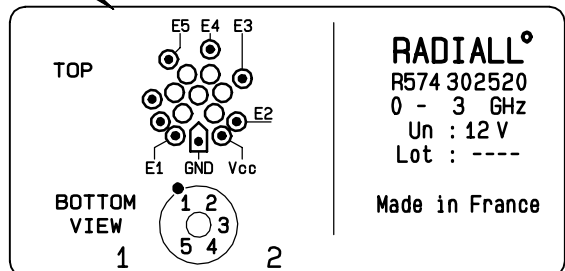 E5 E4 E3
TOP
E2
E1 GND Vcc
BOTTOM
VIEW
1 2
3
5 4
1 2
RADIALL°
R574 302520
0 - 3 GHz
Un : 12 V
Lot : ----
Made in France